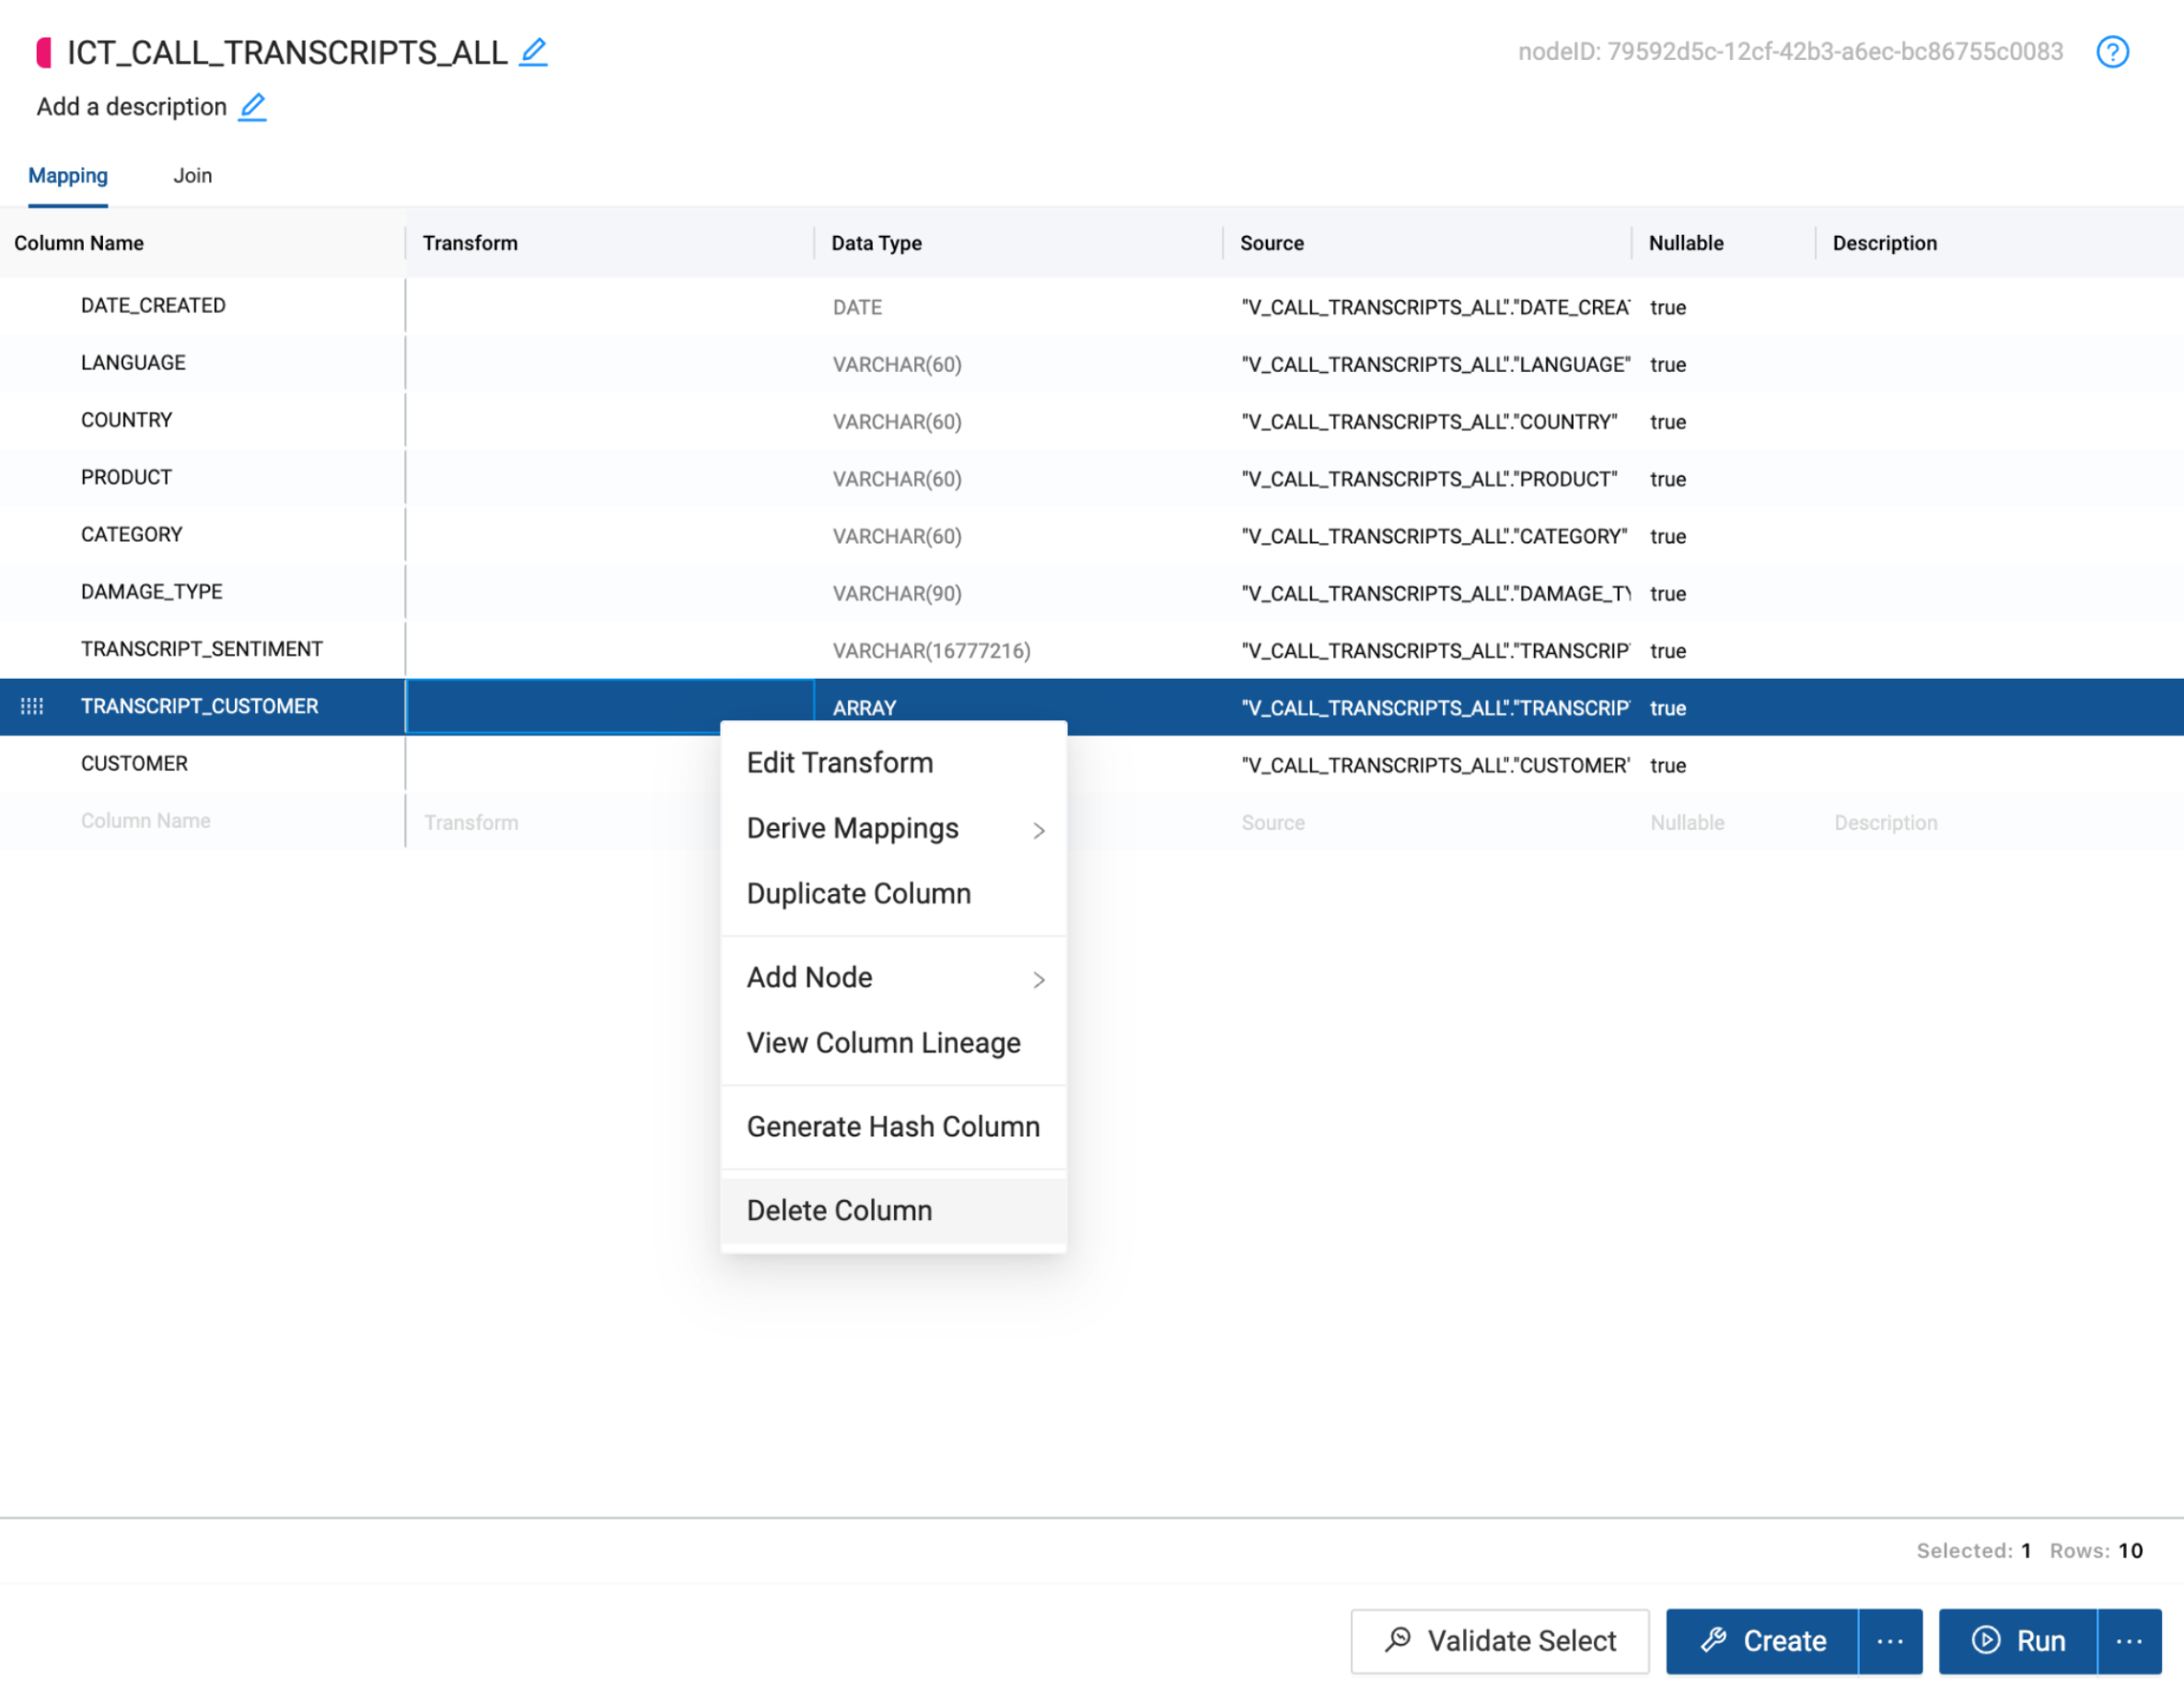 ICT_CALL_TRANSCRIPTS_ALL
nodeID: 79592d5c-12cf-42b3-a6ec-bc86755c0083
Add a description
Mapping Join
Column Name Transform Data Type Source Nullable Description
DATE_CREATED DATE "V_CALL_TRANSCRIPTS_ALL"."DATE_CREA true
LANGUAGE VARCHAR(60) "V_CALL_TRANSCRIPTS_ALL"."LANGUAGE" true
COUNTRY VARCHAR(60) "V_CALL_TRANSCRIPTS_ALL"."COUNTRY" true
PRODUCT VARCHAR(60) "V_CALL_TRANSCRIPTS_ALL"."PRODUCT" true
CATEGORY VARCHAR(60) "V_CALL_TRANSCRIPTS_ALL"."CATEGORY" true
DAMAGE_TYPE VARCHAR(90) "V_CALL_TRANSCRIPTS_ALL"."DAMAGE_TY true
TRANSCRIPT_SENTIMENT VARCHAR(16777216) "V_CALL_TRANSCRIPTS_ALL"."TRANSCRIP true
TRANSCRIPT_CUSTOMER ARRAY "V_CALL_TRANSCRIPTS_ALL"."TRANSCRIP true
CUSTOMER "V_CALL_TRANSCRIPTS_ALL"."CUSTOMER" true
Column Name Transform Source Nullable Description
Edit Transform
Derive Mappings
Duplicate Column
Add Node
View Column Lineage
Generate Hash Column
Delete Column
Selected: 1 Rows: 10
Validate Select Create ... Run ...